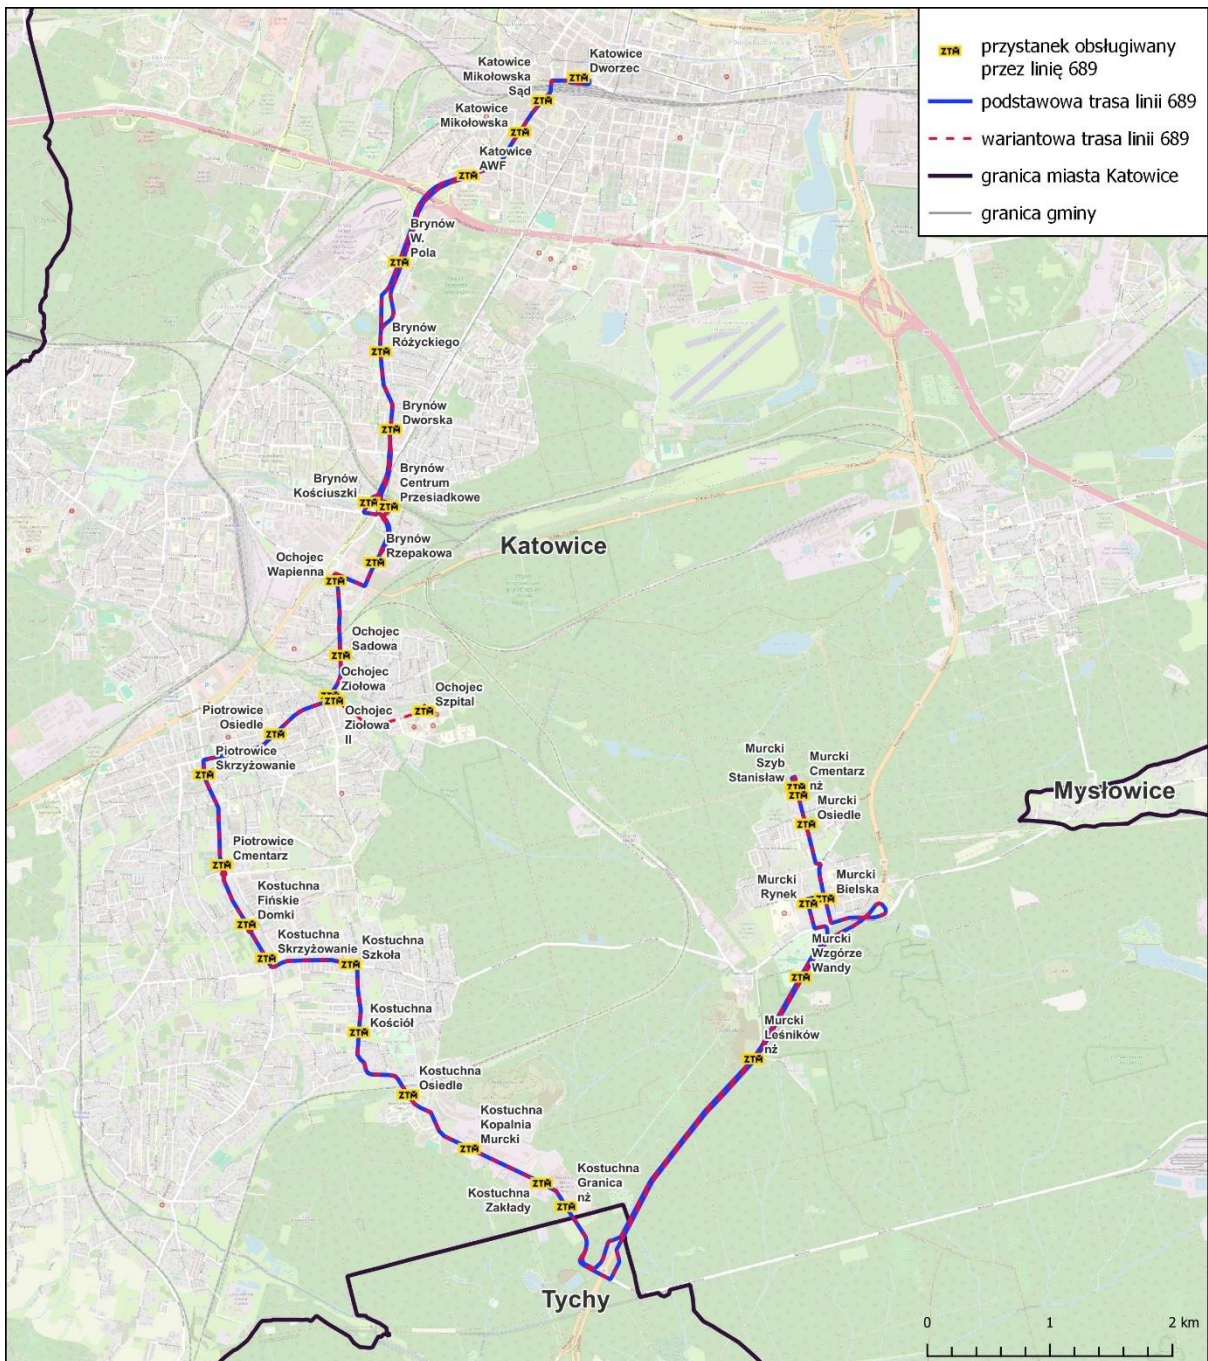 ZTM
przystanek obsługiwany
przez linię 689
podstawowa trasa linii 689
wariantowa trasa linii 689
granica miasta Katowice
granica gminy
Katowice
Dworzec
Katowice
Mikołowska
Sąd
Katowice
Mikołowska
Katowice
AWF
Brynów
W.
Pola
Brynów
Różyckiego
Brynów
Dworska
Brynów
Kościuszki
Brynów
Centrum
Przesiadkowe
Brynów
Rzepakowa
Katowice
Ochojec
Wapienna
Ochojec
Sadowa
Ochojec
Ziołowa
Ochojec
Ziołowa
II
Ochojec
Szpital
Piotrowice
Osiedle
Piotrowice
Skrzyżowanie
Murcki
Szyb
Stanisław
Murcki
Cmentarz
nż
Murcki
Osiedle
Mysłowice
Piotrowice
Cmentarz
Murcki
Rynek
Murcki
Bielska
Kostuchna
Fińskie
Domki
Kostuchna
Skrzyżowanie
Kostuchna
Szkoła
Murcki
Wzgórze
Wandy
Kostuchna
Kościół
Murcki
Leśników
nż
Kostuchna
Osiedle
Kostuchna
Kopalnia
Murcki
Kostuchna
Zakłady
Kostuchna
Granica
nż
Tychy
0 1 2 km